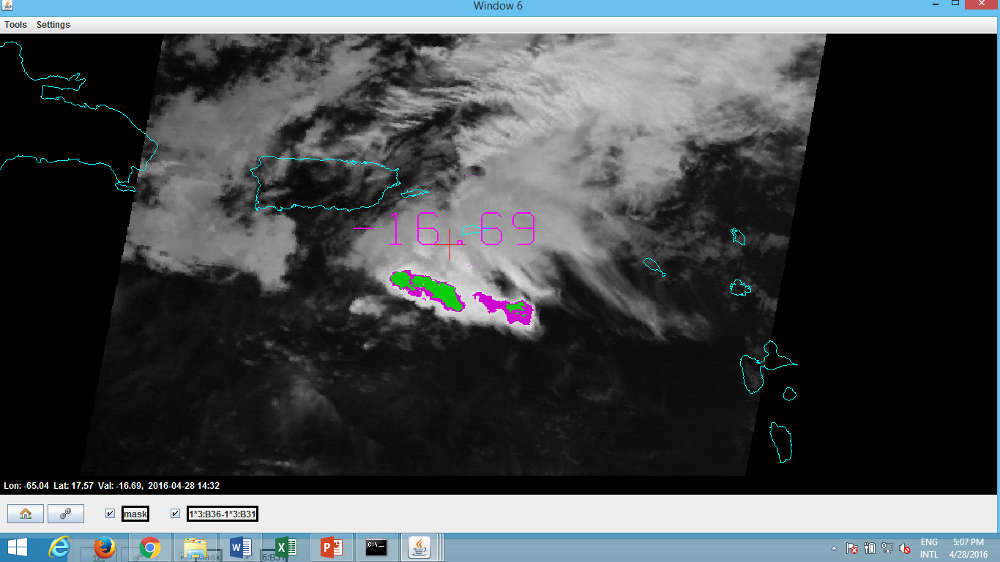 Window 6
Tools Settings
-16.69
Lon: -65.04 Lat: 17.57 Val: -16.69, 2016-04-28 14:32
mask
1*3:B36-1*3:B31
ENG 5:07 PM
INTL 4/28/2016